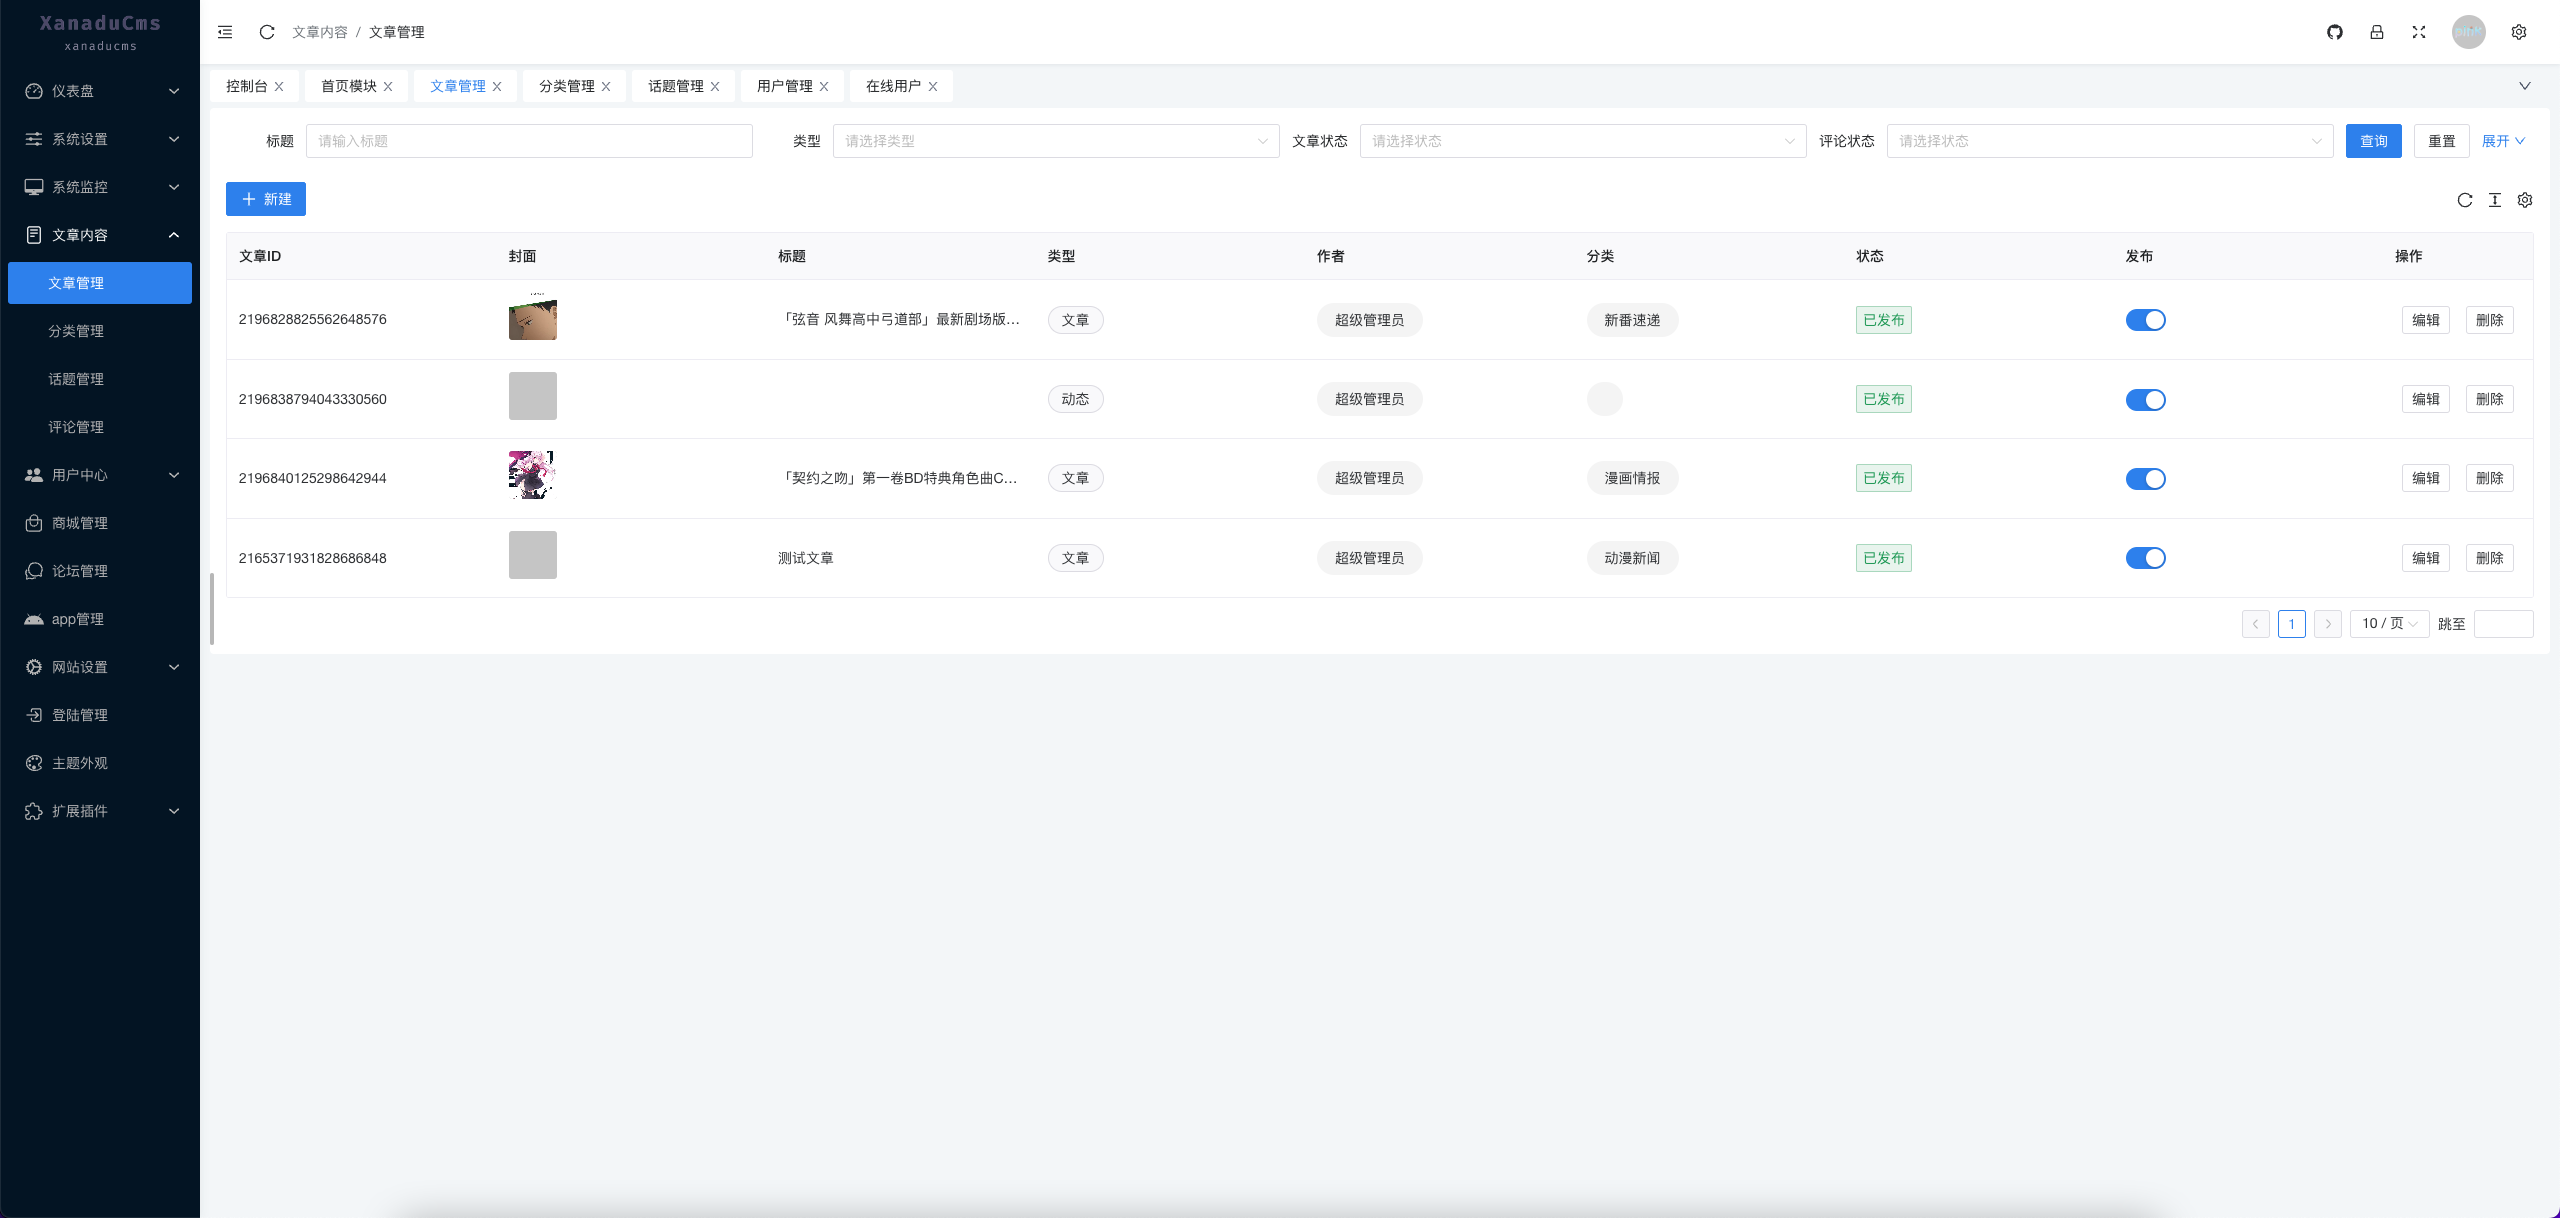 XanaduCms
xanaducms
仪表盘
系统设置
系统监控
文章内容
文章管理
分类管理
话题管理
评论管理
用户中心
商城管理
论坛管理
app管理
网站设置
登陆管理
主题外观
扩展插件
文章内容 / 文章管理
控制台 首页模块 文章管理 分类管理 话题管理 用户管理 在线用户
标题 请输入标题 类型 请选择类型 文章状态 请选择状态 评论状态 请选择状态 查询 重置 展开
新建
文章ID 封面 标题 类型 作者 分类 状态 发布 操作
2196828825562648576 「弦音 风舞高中弓道部」最新剧场版... 文章 超级管理员 新番速递 已发布 编辑 删除
2196838794043330560 动态 超级管理员 已发布 编辑 删除
2196840125298642944 「契约之吻」第一卷BD特典角色曲C... 文章 超级管理员 漫画情报 已发布 编辑 删除
2165371931828686848 测试文章 文章 超级管理员 动漫新闻 已发布 编辑 删除
1 10 / 页 跳至